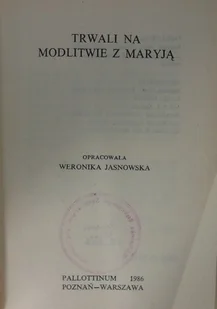 TRWALI NA
MODLITWIE Z MARYJĄ
OPRACOWAŁA
WERONIKA JASNOWSKA
PALLOTTINUM 1986
POZNAŃ—WARSZAWA